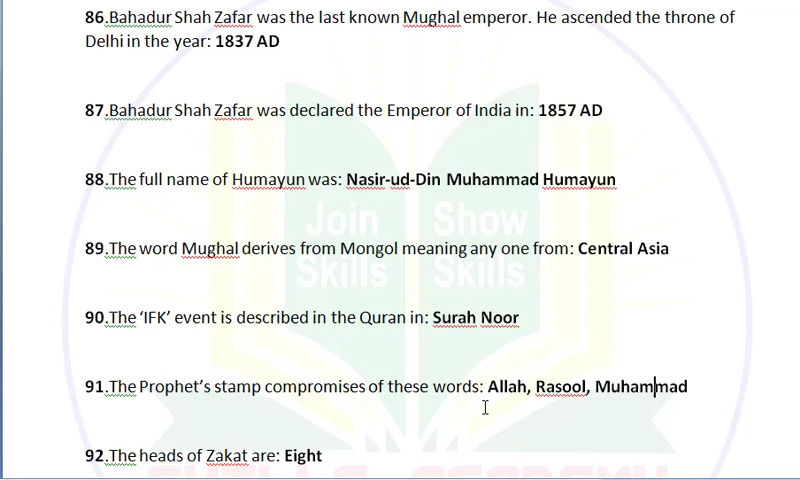 86.Bahadur Shah Zafar was the last known Mughal emperor. He ascended the throne of
Delhi in the year: 1837 AD
87.Bahadur Shah Zafar was declared the Emperor of India in: 1857 AD
88.The full name of Humayun was: Nasir-ud-Din Muhammad Humayun
Join Show
89.The word Mughal derives from Mongol meaning any one from: Central Asia
Skills Skills
90.The ‘IFK’ event is described in the Quran in: Surah Noor
91.The Prophet’s stamp compromises of these words: Allah, Rasool, Muhammad
92.The heads of Zakat are: Eight